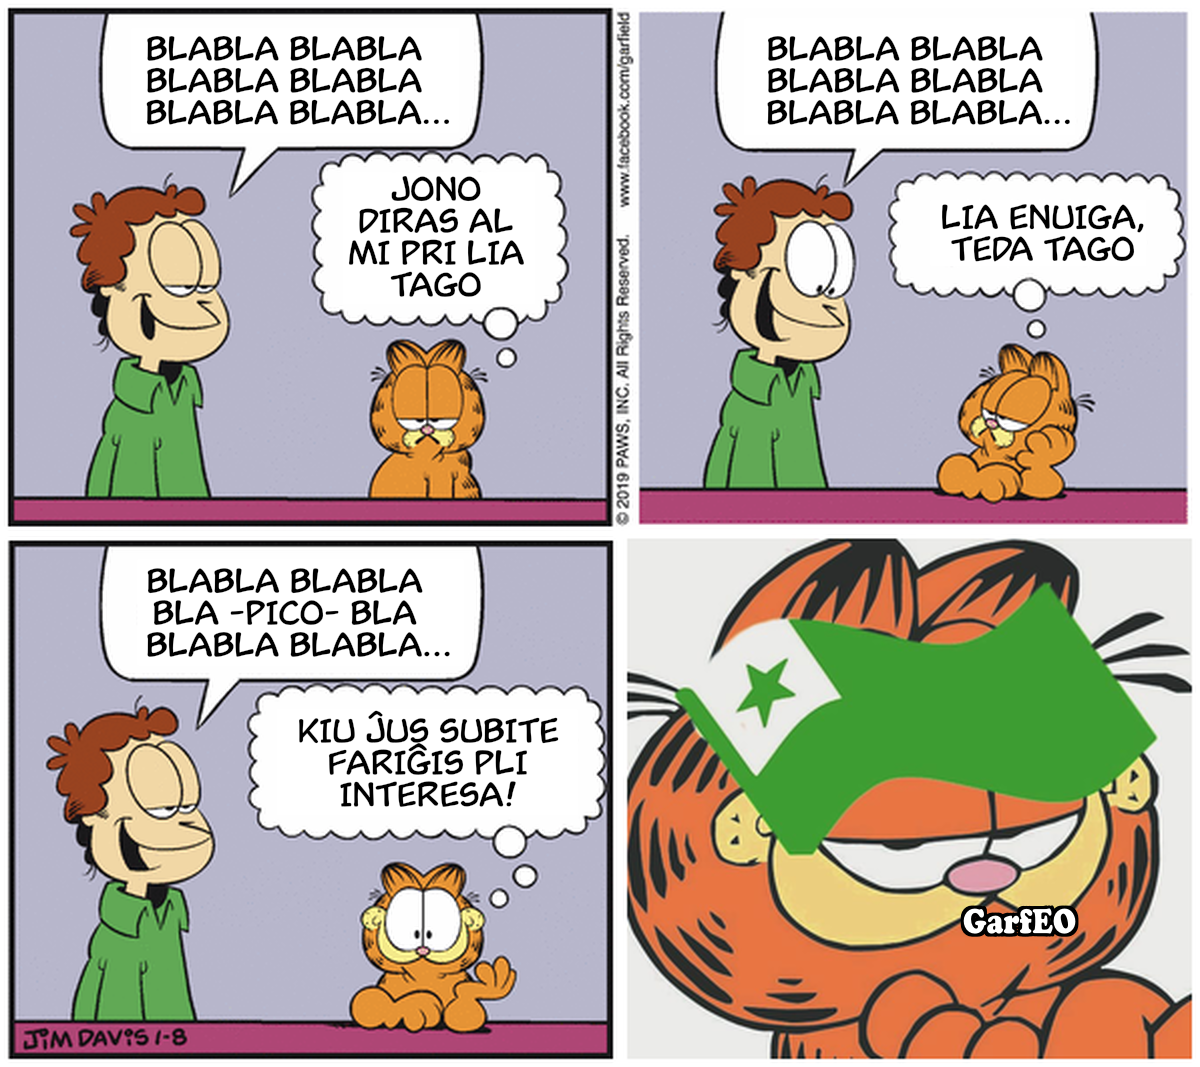 BLABLA BLABLA
BLABLA BLABLA
BLABLA BLABLA...
JONO
DIRAS AL
MI PRI LIA
TAGO
© 2019 PAWS, INC. All Rights Reserved. www.facebook.com/garfield
BLABLA BLABLA
BLABLA BLABLA
BLABLA BLABLA...
LIA ENUIGA,
TEDA TAGO
BLABLA BLABLA
BLA -PICO- BLA
BLABLA BLABLA...
KIU ĴUS SUBITE
FARIĜIS PLI
INTERESA!
JIM DAVIS 1-8
GarfEO